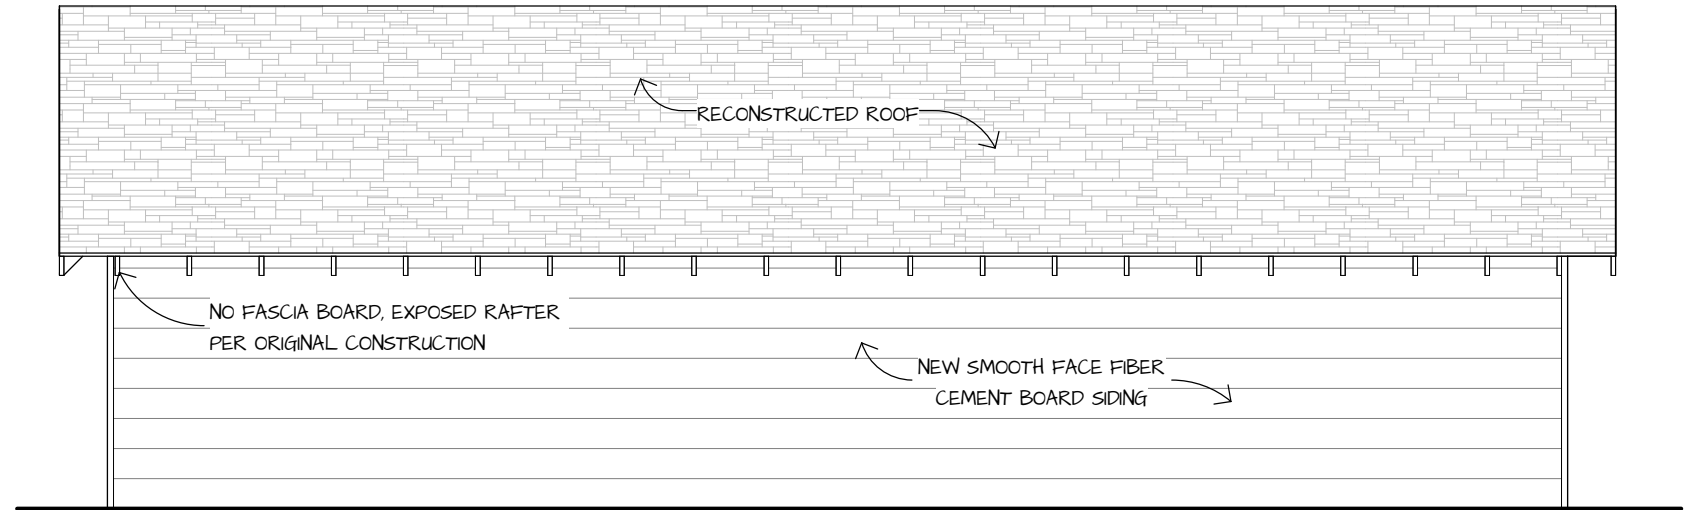 RECONSTRUCTED ROOF
NO FASCIA BOARD, EXPOSED RAFTER
PER ORIGINAL CONSTRUCTION
NEW SMOOTH FACE FIBER
CEMENT BOARD SIDING